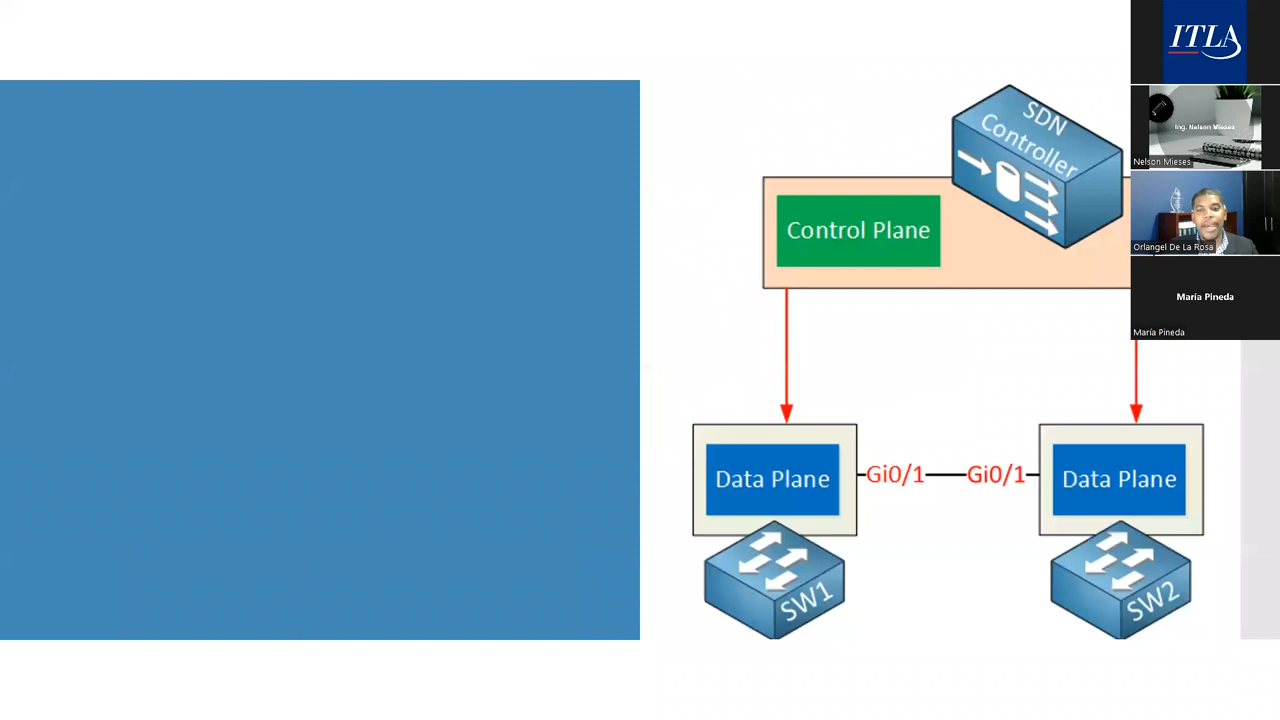 SDN
Controller
Control Plane
Data Plane
Gi0/1
Gi0/1
Data Plane
SW1
SW2
ITLA
Ing. Nelson Mieses
Nelson Mieses
Orlangel De La Rosa
María Pineda
María Pineda